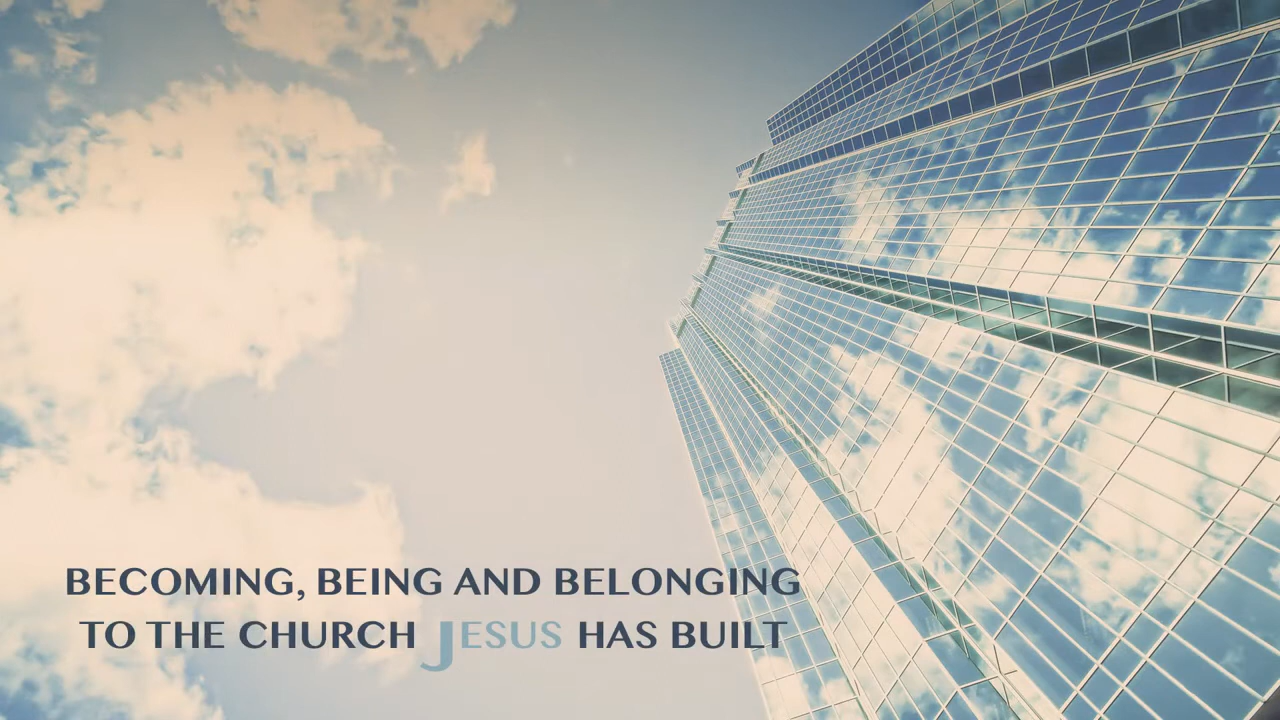 BECOMING, BEING AND BELONGING
TO THE CHURCH JESUS HAS BUILT